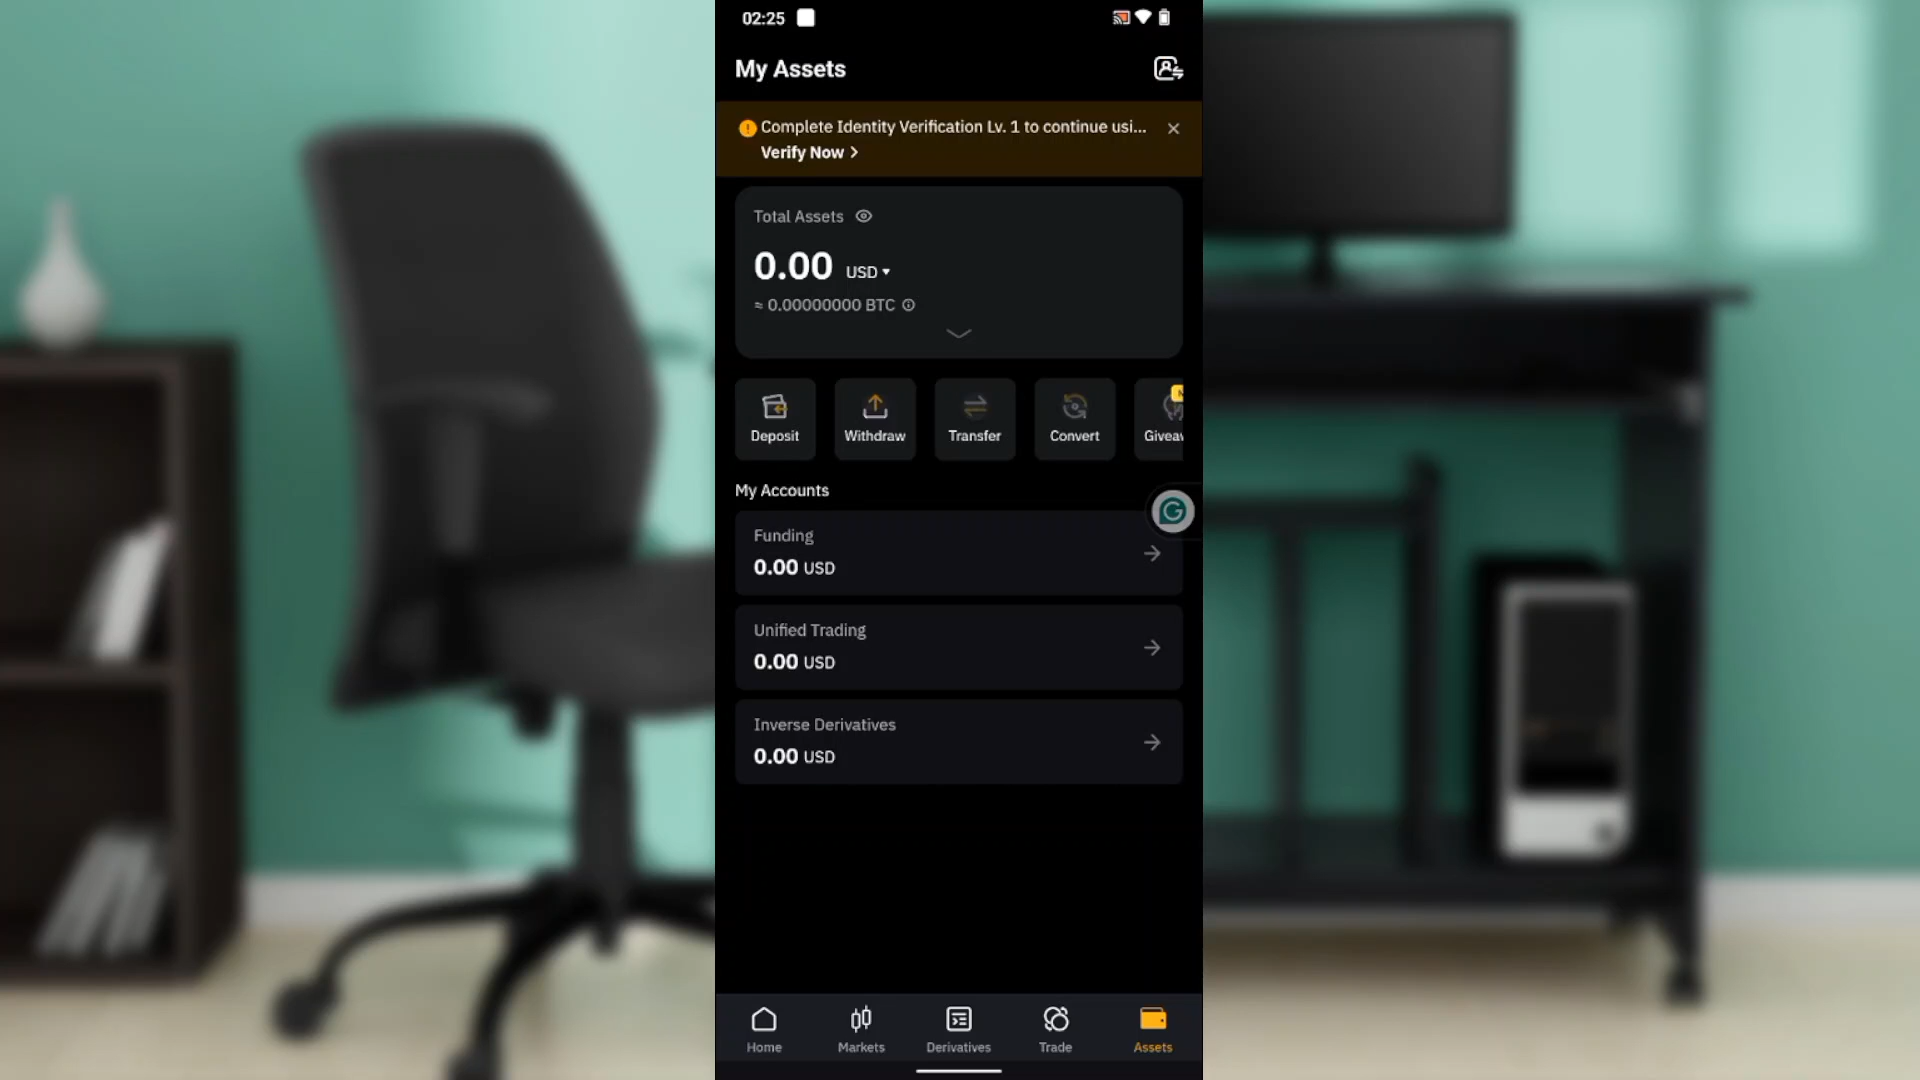 02:25
My Assets
Complete Identity Verification Lv. 1 to continue usi...
Verify Now >
Total Assets
0.00 USD
≈ 0.00000000 BTC
Deposit
Withdraw
Transfer
Convert
Giveaw
My Accounts
Funding
0.00 USD
Unified Trading
0.00 USD
Inverse Derivatives
0.00 USD
Home
Markets
Derivatives
Trade
Assets